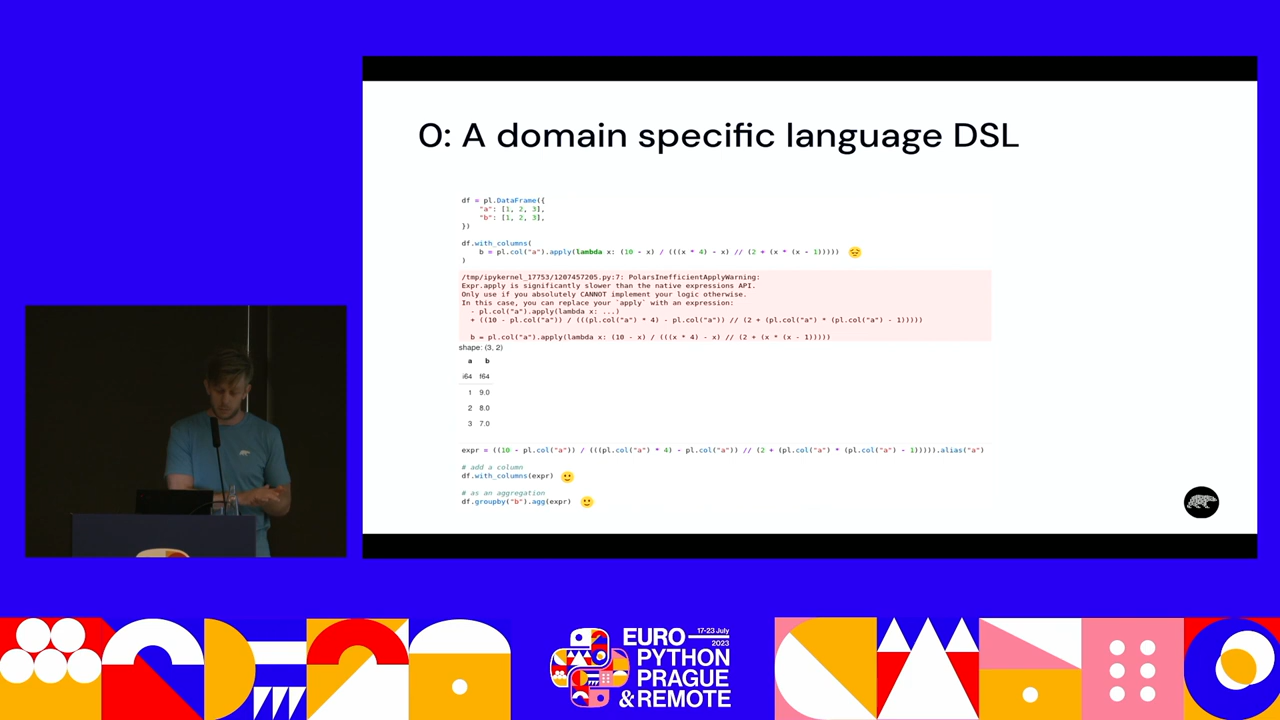 0: A domain specific language DSL
df = pl.DataFrame({
    "a": [1, 2, 3],
    "b": [1, 2, 3],
})
df.with_columns(
    b = pl.col("a").apply(lambda x: (10 - x) / (((x * 4) - x) // (2 + (x * (x - 1))))) 😔
)
/tmp/ipykernel_17753/1207457205.py:7: PolarsInefficientApplyWarning:
Expr.apply is significantly slower than the native expressions API.
Only use if you absolutely CANNOT implement your logic otherwise.
In this case, you can replace your `apply` with an expression:
  - pl.col("a").apply(lambda x: ...)
  + ((10 - pl.col("a")) / (((pl.col("a") * 4) - pl.col("a")) // (2 + (pl.col("a") * (pl.col("a") - 1)))))
  b = pl.col("a").apply(lambda x: (10 - x) / (((x * 4) - x) // (2 + (x * (x - 1)))))
shape: (3, 2)
a b
i64 f64
1 9.0
2 8.0
3 7.0
expr = ((10 - pl.col("a")) / (((pl.col("a") * 4) - pl.col("a")) // (2 + (pl.col("a") * (pl.col("a") - 1))))).alias("a")
# add a column
df.with_columns(expr) 🙂
# as an aggregation
df.groupby("b").agg(expr) 🙂
EURO 17-23 July 2023
PYTHON
PRAGUE
& REMOTE